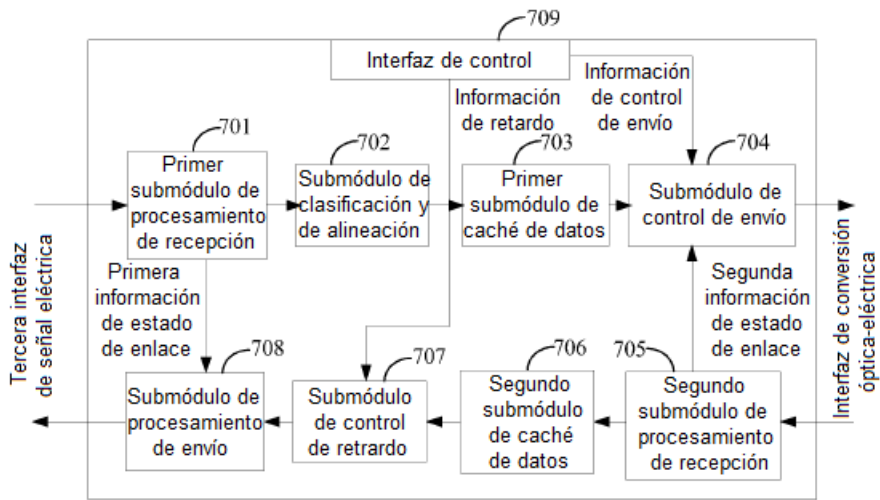 709
Interfaz de control
Información
de retardo
Información
de control de
envío
701
Primer
submódulo de
procesamiento
de recepción
702
Submódulo de
clasificación y
de alineación
703
Primer
submódulo de
caché de datos
704
Submódulo de
control de envío
Tercera interfaz
de señal eléctrica
Primera
información
de estado
de enlace
Segunda
información
de estado
de enlace
Interfaz de conversión
óptica-eléctrica
708
Submódulo de
procesamiento
de envío
707
Submódulo
de control
de retrardo
706
Segundo
submódulo
de caché
de datos
705
Segundo
submódulo de
procesamiento
de recepción